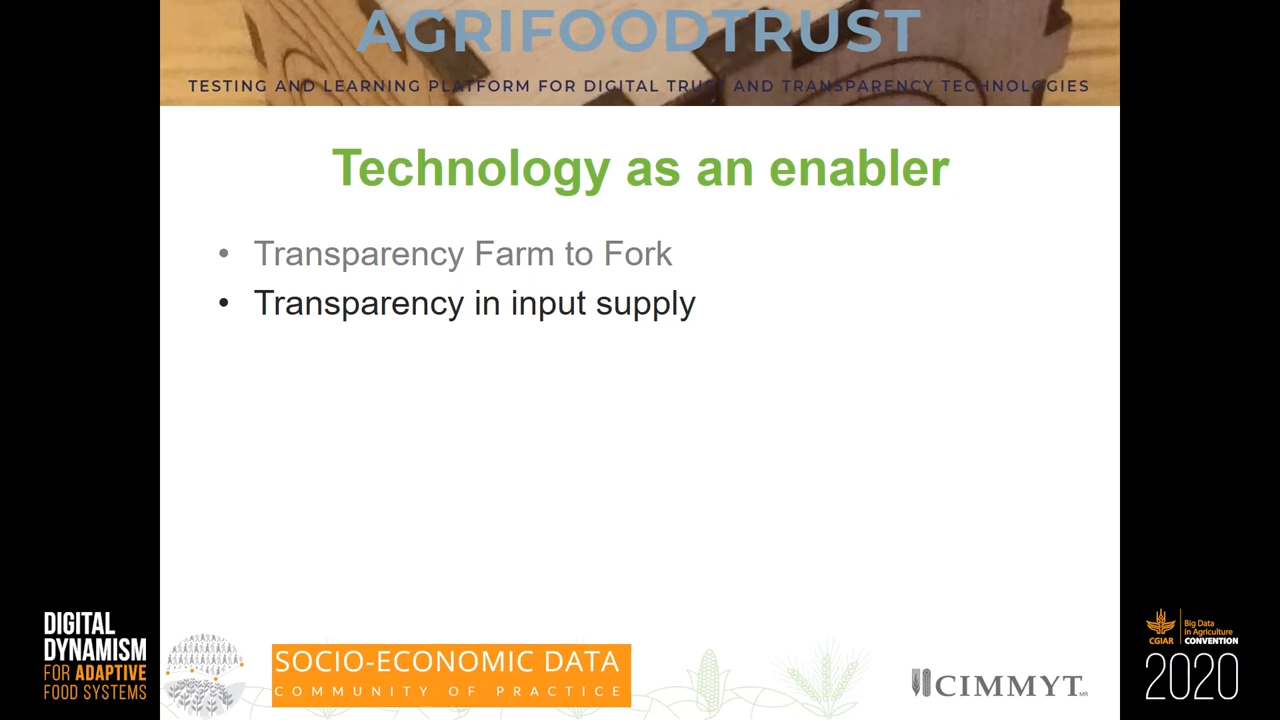 AGRIFOODTRUST
TESTING AND LEARNING PLATFORM FOR DIGITAL TRUST AND TRANSPARENCY TECHNOLOGIES
Technology as an enabler
• Transparency Farm to Fork
• Transparency in input supply
DIGITAL
DYNAMISM
FOR ADAPTIVE
FOOD SYSTEMS
SOCIO-ECONOMIC DATA
COMMUNITY OF PRACTICE
CIMMYT MR
CGIAR
Big Data
in Agriculture
CONVENTION
2020